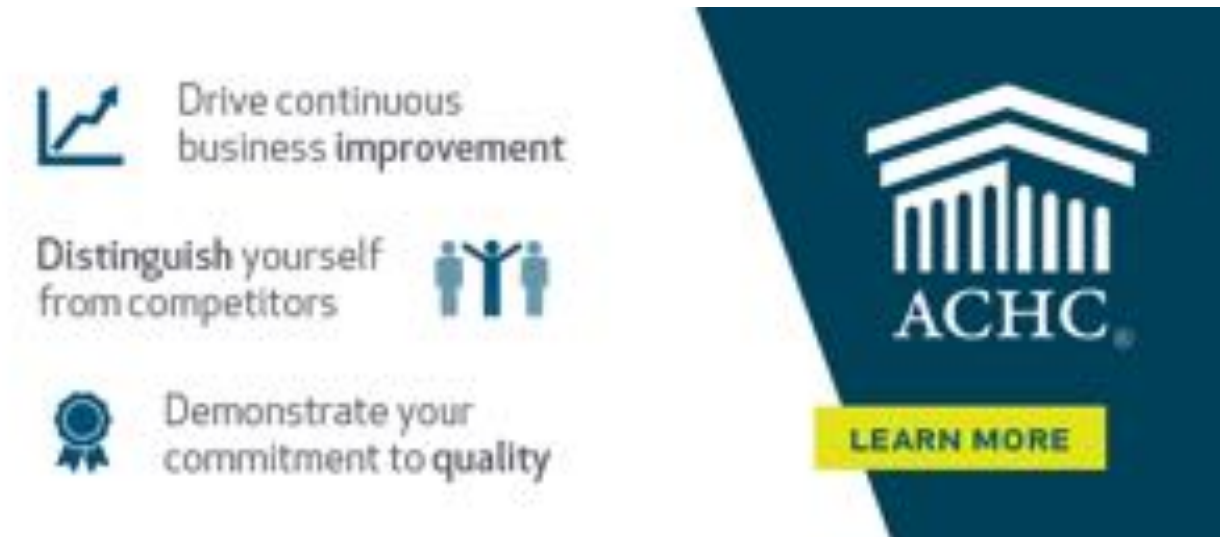 Drive continuous
business improvement
Distinguish yourself
from competitors
Demonstrate your
commitment to quality
ACHC®
LEARN MORE